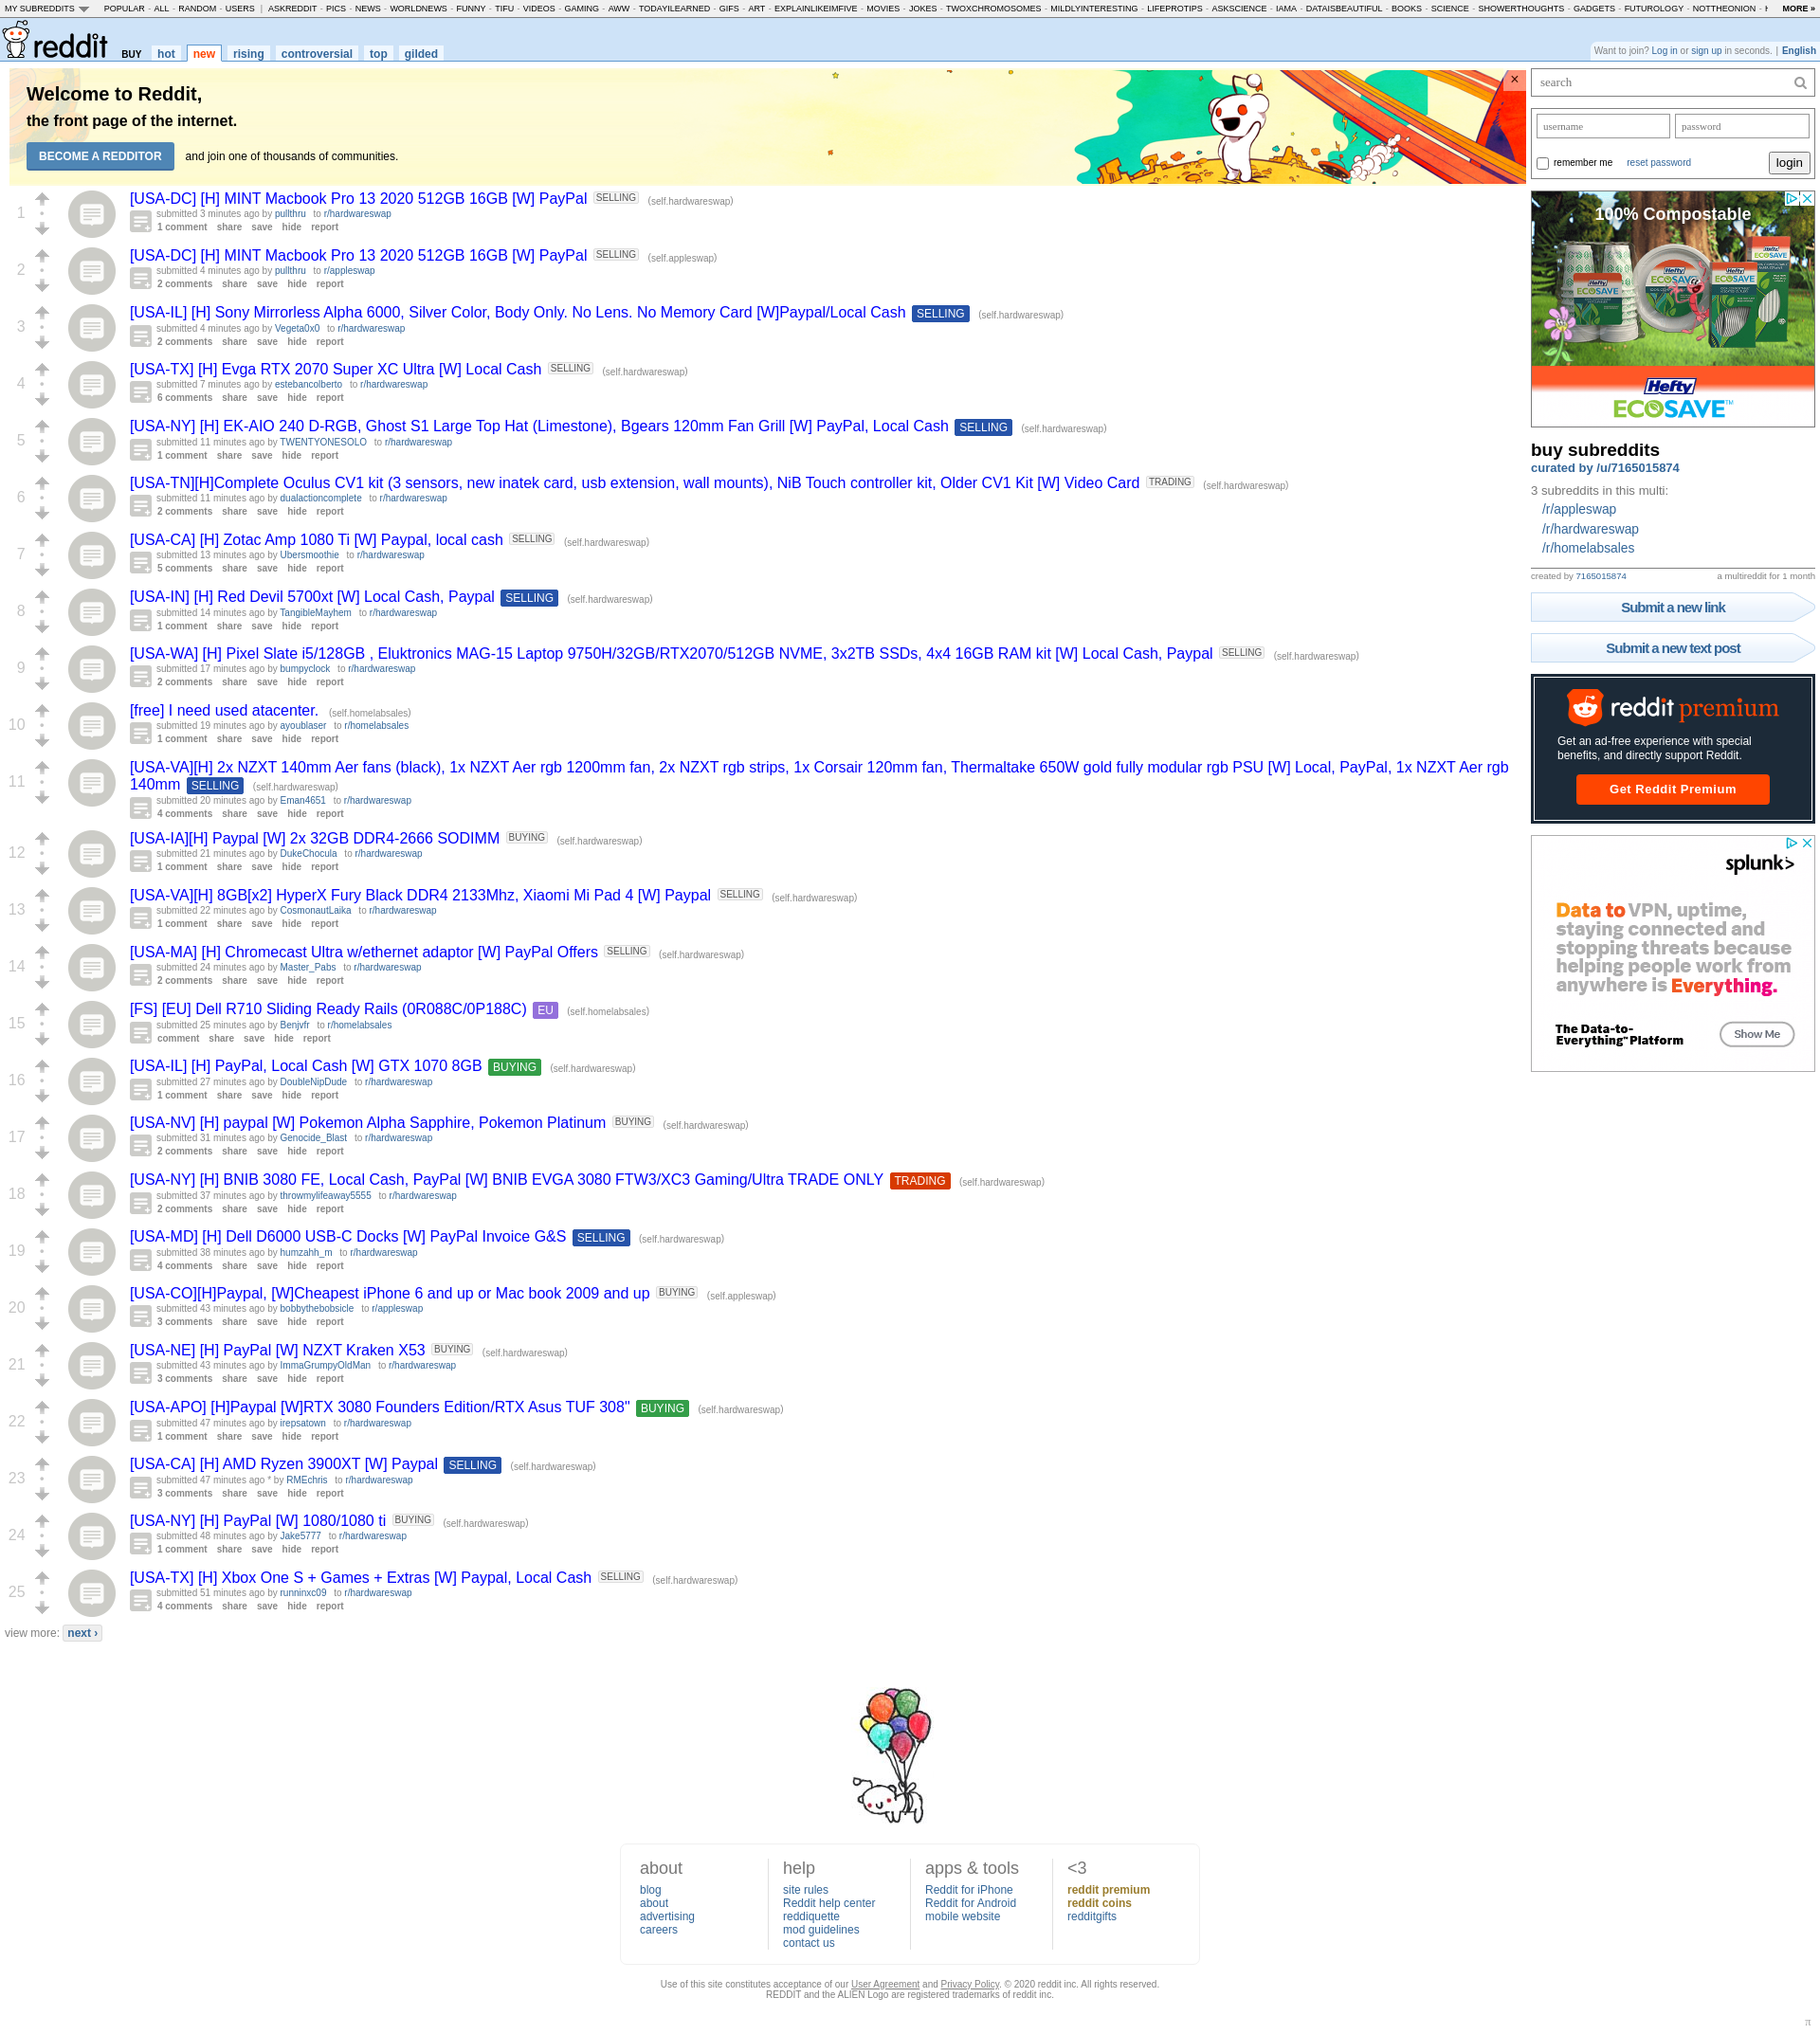 MY SUBREDDITS POPULAR - ALL - RANDOM - USERS | ASKREDDIT - PICS - NEWS - WORLDNEWS - FUNNY - TIFU - VIDEOS - GAMING - AWW - TODAYILEARNED - GIFS - ART - EXPLAINLIKEIMFIVE - MOVIES - JOKES - TWOXCHROMOSOMES - MILDLYINTERESTING - LIFEPROTIPS - ASKSCIENCE - IAMA - DATAISBEAUTIFUL - BOOKS - SCIENCE - SHOWERTHOUGHTS - GADGETS - FUTUROLOGY - NOTTHEONION - MORE »
reddit BUY hot new rising controversial top gilded
Want to join? Log in or sign up in seconds. | English
Welcome to Reddit,
the front page of the internet.
BECOME A REDDITOR and join one of thousands of communities.
×
1
[USA-DC] [H] MINT Macbook Pro 13 2020 512GB 16GB [W] PayPal SELLING (self.hardwareswap)
submitted 3 minutes ago by pullthru to r/hardwareswap
1 comment share save hide report
2
[USA-DC] [H] MINT Macbook Pro 13 2020 512GB 16GB [W] PayPal SELLING (self.appleswap)
submitted 4 minutes ago by pullthru to r/appleswap
2 comments share save hide report
3
[USA-IL] [H] Sony Mirrorless Alpha 6000, Silver Color, Body Only. No Lens. No Memory Card [W]Paypal/Local Cash SELLING (self.hardwareswap)
submitted 4 minutes ago by Vegeta0x0 to r/hardwareswap
2 comments share save hide report
4
[USA-TX] [H] Evga RTX 2070 Super XC Ultra [W] Local Cash SELLING (self.hardwareswap)
submitted 7 minutes ago by estebancolberto to r/hardwareswap
6 comments share save hide report
5
[USA-NY] [H] EK-AIO 240 D-RGB, Ghost S1 Large Top Hat (Limestone), Bgears 120mm Fan Grill [W] PayPal, Local Cash SELLING (self.hardwareswap)
submitted 11 minutes ago by TWENTYONESOLO to r/hardwareswap
1 comment share save hide report
6
[USA-TN][H]Complete Oculus CV1 kit (3 sensors, new inatek card, usb extension, wall mounts), NiB Touch controller kit, Older CV1 Kit [W] Video Card TRADING (self.hardwareswap)
submitted 11 minutes ago by dualactioncomplete to r/hardwareswap
2 comments share save hide report
7
[USA-CA] [H] Zotac Amp 1080 Ti [W] Paypal, local cash SELLING (self.hardwareswap)
submitted 13 minutes ago by Ubersmoothie to r/hardwareswap
5 comments share save hide report
8
[USA-IN] [H] Red Devil 5700xt [W] Local Cash, Paypal SELLING (self.hardwareswap)
submitted 14 minutes ago by TangibleMayhem to r/hardwareswap
1 comment share save hide report
9
[USA-WA] [H] Pixel Slate i5/128GB , Eluktronics MAG-15 Laptop 9750H/32GB/RTX2070/512GB NVME, 3x2TB SSDs, 4x4 16GB RAM kit [W] Local Cash, Paypal SELLING (self.hardwareswap)
submitted 17 minutes ago by bumpyclock to r/hardwareswap
2 comments share save hide report
10
[free] I need used atacenter. (self.homelabsales)
submitted 19 minutes ago by ayoublaser to r/homelabsales
1 comment share save hide report
11
[USA-VA][H] 2x NZXT 140mm Aer fans (black), 1x NZXT Aer rgb 1200mm fan, 2x NZXT rgb strips, 1x Corsair 120mm fan, Thermaltake 650W gold fully modular rgb PSU [W] Local, PayPal, 1x NZXT Aer rgb
140mm SELLING (self.hardwareswap)
submitted 20 minutes ago by Eman4651 to r/hardwareswap
4 comments share save hide report
12
[USA-IA][H] Paypal [W] 2x 32GB DDR4-2666 SODIMM BUYING (self.hardwareswap)
submitted 21 minutes ago by DukeChocula to r/hardwareswap
1 comment share save hide report
13
[USA-VA][H] 8GB[x2] HyperX Fury Black DDR4 2133Mhz, Xiaomi Mi Pad 4 [W] Paypal SELLING (self.hardwareswap)
submitted 22 minutes ago by CosmonautLaika to r/hardwareswap
1 comment share save hide report
14
[USA-MA] [H] Chromecast Ultra w/ethernet adaptor [W] PayPal Offers SELLING (self.hardwareswap)
submitted 24 minutes ago by Master_Pabs to r/hardwareswap
2 comments share save hide report
15
[FS] [EU] Dell R710 Sliding Ready Rails (0R088C/0P188C) EU (self.homelabsales)
submitted 25 minutes ago by Benjvfr to r/homelabsales
comment share save hide report
16
[USA-IL] [H] PayPal, Local Cash [W] GTX 1070 8GB BUYING (self.hardwareswap)
submitted 27 minutes ago by DoubleNipDude to r/hardwareswap
1 comment share save hide report
17
[USA-NV] [H] paypal [W] Pokemon Alpha Sapphire, Pokemon Platinum BUYING (self.hardwareswap)
submitted 31 minutes ago by Genocide_Blast to r/hardwareswap
2 comments share save hide report
18
[USA-NY] [H] BNIB 3080 FE, Local Cash, PayPal [W] BNIB EVGA 3080 FTW3/XC3 Gaming/Ultra TRADE ONLY TRADING (self.hardwareswap)
submitted 37 minutes ago by throwmylifeaway5555 to r/hardwareswap
2 comments share save hide report
19
[USA-MD] [H] Dell D6000 USB-C Docks [W] PayPal Invoice G&S SELLING (self.hardwareswap)
submitted 38 minutes ago by humzahh_m to r/hardwareswap
4 comments share save hide report
20
[USA-CO][H]Paypal, [W]Cheapest iPhone 6 and up or Mac book 2009 and up BUYING (self.appleswap)
submitted 43 minutes ago by bobbythebobsicle to r/appleswap
3 comments share save hide report
21
[USA-NE] [H] PayPal [W] NZXT Kraken X53 BUYING (self.hardwareswap)
submitted 43 minutes ago by ImmaGrumpyOldMan to r/hardwareswap
3 comments share save hide report
22
[USA-APO] [H]Paypal [W]RTX 3080 Founders Edition/RTX Asus TUF 308" BUYING (self.hardwareswap)
submitted 47 minutes ago by irepsatown to r/hardwareswap
1 comment share save hide report
23
[USA-CA] [H] AMD Ryzen 3900XT [W] Paypal SELLING (self.hardwareswap)
submitted 47 minutes ago * by RMEchris to r/hardwareswap
3 comments share save hide report
24
[USA-NY] [H] PayPal [W] 1080/1080 ti BUYING (self.hardwareswap)
submitted 48 minutes ago by Jake5777 to r/hardwareswap
1 comment share save hide report
25
[USA-TX] [H] Xbox One S + Games + Extras [W] Paypal, Local Cash SELLING (self.hardwareswap)
submitted 51 minutes ago by runninxc09 to r/hardwareswap
4 comments share save hide report
view more: next ›
search
username password
remember me reset password login
100% Compostable
Hefty
ECOSAVE™
buy subreddits
curated by /u/7165015874
3 subreddits in this multi:
/r/appleswap
/r/hardwareswap
/r/homelabsales
created by 7165015874 a multireddit for 1 month
Submit a new link
Submit a new text post
reddit premium
Get an ad-free experience with special
benefits, and directly support Reddit.
Get Reddit Premium
splunk>
Data to VPN, uptime,
staying connected and
stopping threats because
helping people work from
anywhere is Everything.
The Data-to-
Everything™ Platform
Show Me
about
blog
about
advertising
careers
help
site rules
Reddit help center
reddiquette
mod guidelines
contact us
apps & tools
Reddit for iPhone
Reddit for Android
mobile website
<3
reddit premium
reddit coins
redditgifts
Use of this site constitutes acceptance of our User Agreement and Privacy Policy. © 2020 reddit inc. All rights reserved.
REDDIT and the ALIEN Logo are registered trademarks of reddit inc.
π